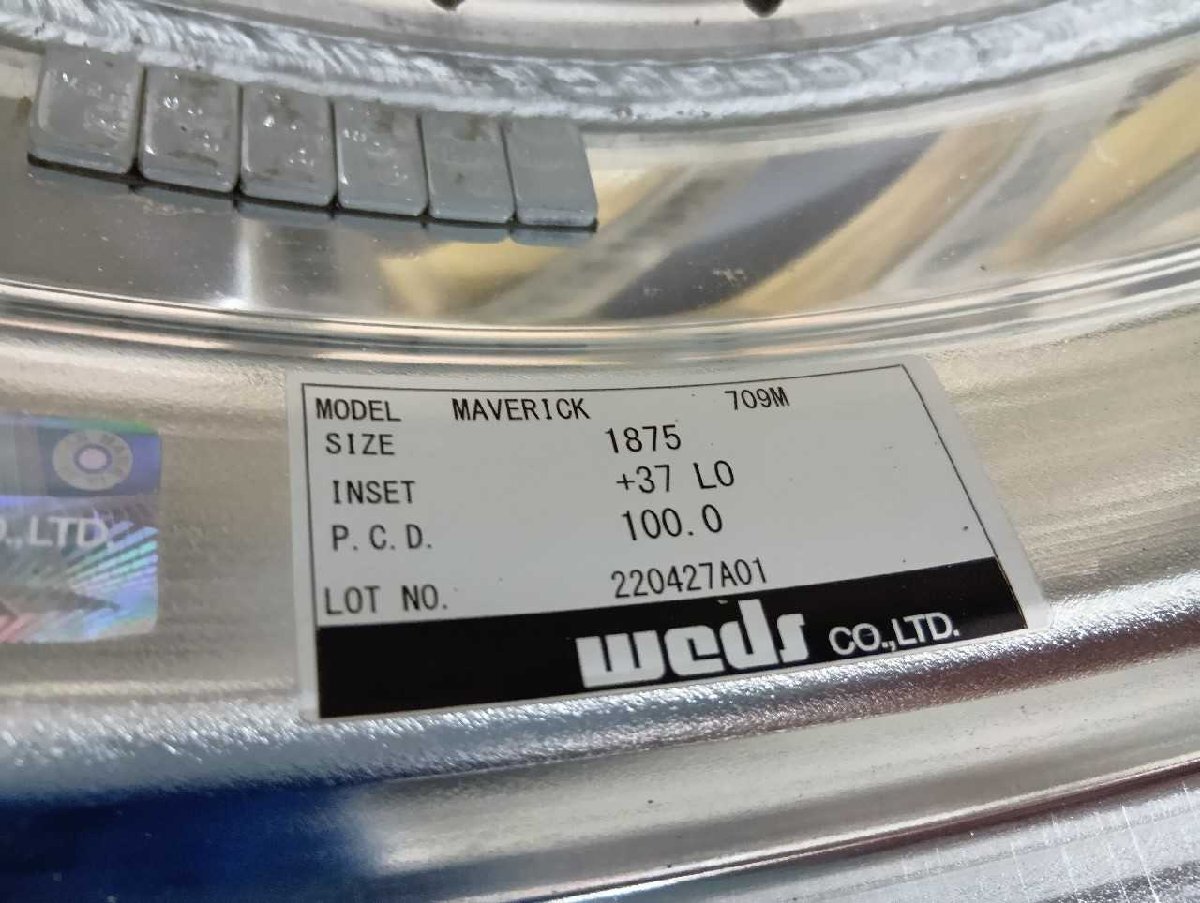 MODEL MAVERICK 709M
SIZE 1875
INSET +37 LO
P.C.D. 100.0
LOT NO. 220427A01
weds CO.,LTD.
O.,LTD.